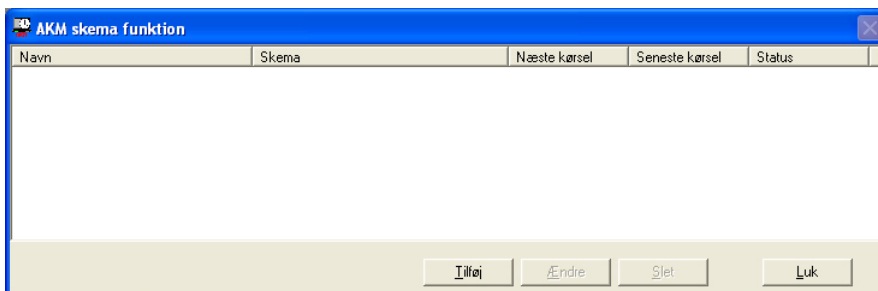 AKM skema funktion
Navn Skema Næste kørsel Seneste kørsel Status
Tilføj Ændre Slet Luk